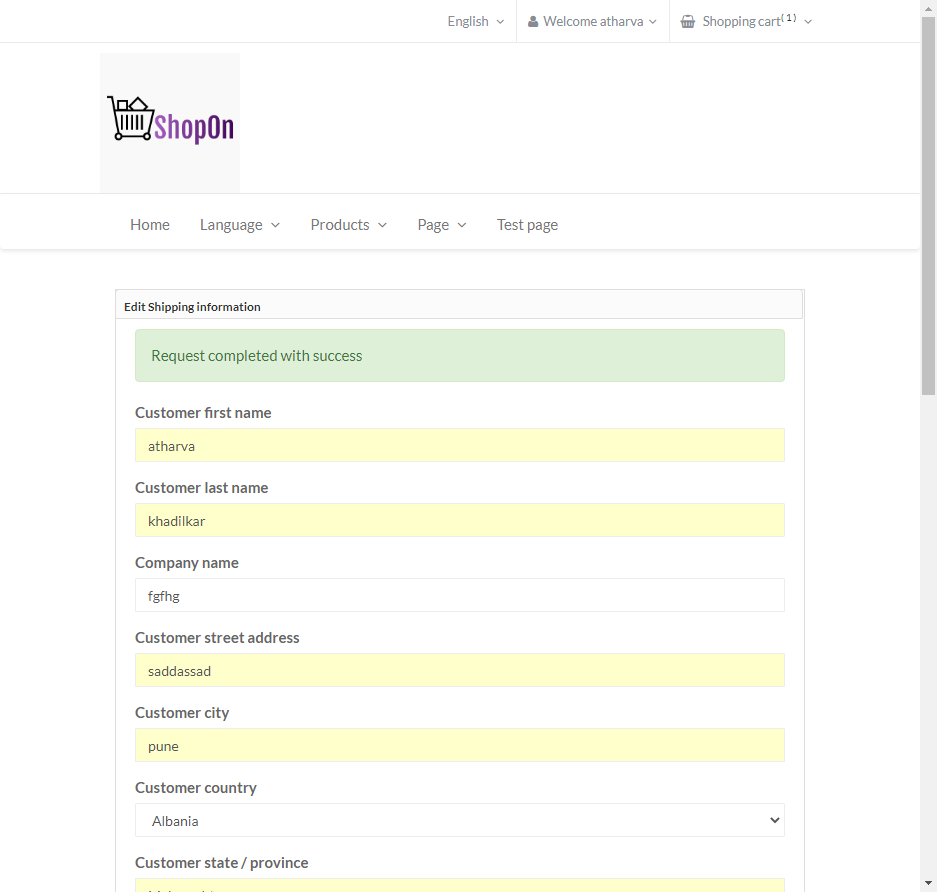 English
Welcome atharva
Shopping cart( 1 )
ShopOn
Home Language Products Page Test page
Edit Shipping information
Request completed with success
Customer first name
atharva
Customer last name
khadilkar
Company name
fgfhg
Customer street address
saddassad
Customer city
pune
Customer country
Albania
Customer state / province